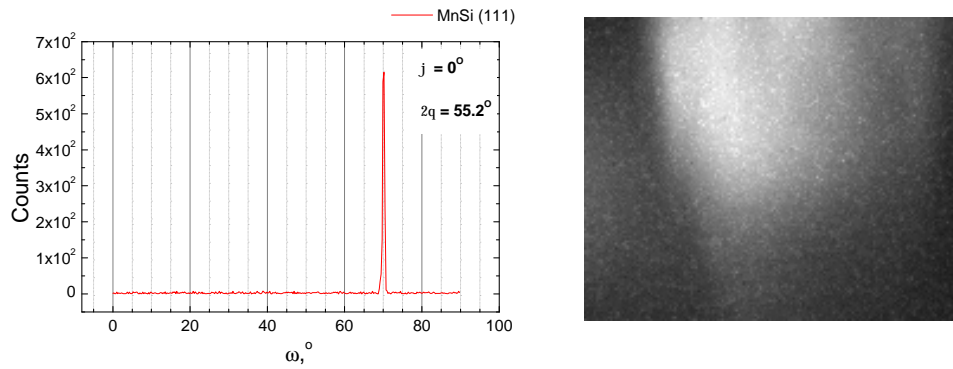 MnSi (111)
7x10²
6x10²
5x10²
4x10²
3x10²
2x10²
1x10²
0
Counts
j = 0°
2q = 55.2°
0 20 40 60 80 100
ω,°